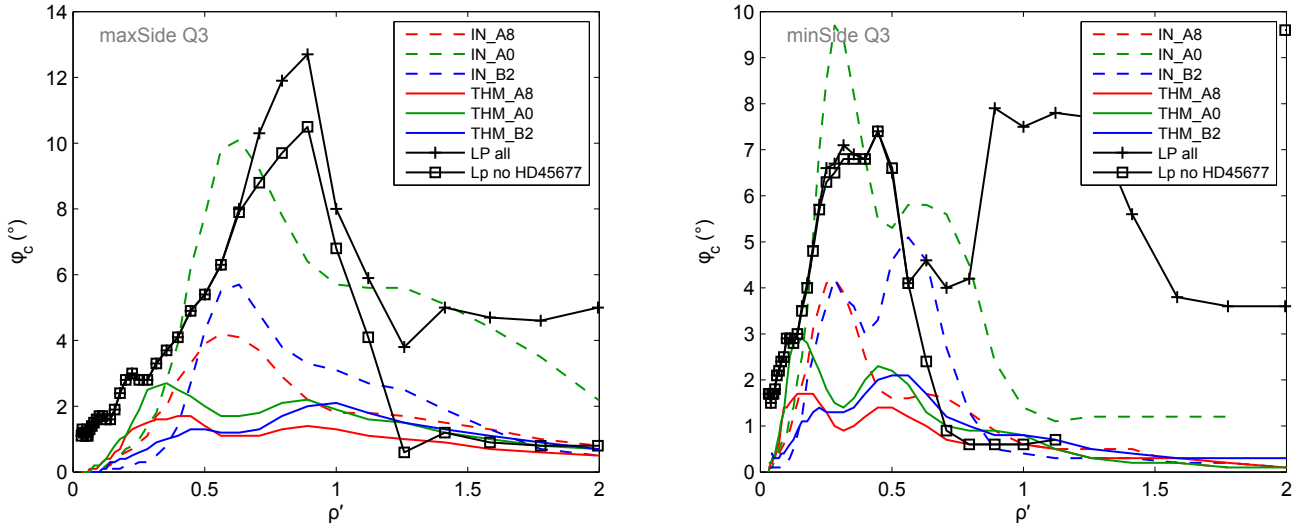 maxSide Q3
14
12
10
8
6
4
2
0
φc (°)
0
0.5
1
1.5
2
ρ′
IN_A8
IN_A0
IN_B2
THM_A8
THM_A0
THM_B2
LP all
Lp no HD45677
minSide Q3
10
9
8
7
6
5
4
3
2
1
0
φc (°)
0
0.5
1
1.5
2
ρ′
IN_A8
IN_A0
IN_B2
THM_A8
THM_A0
THM_B2
LP all
Lp no HD45677